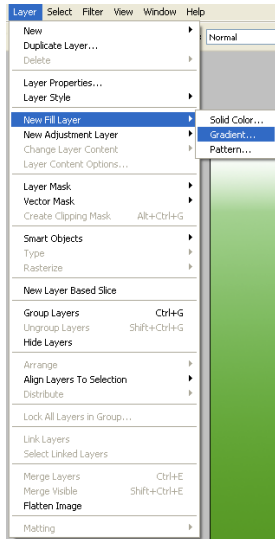 Layer Select Filter View Window Help
New
Normal
Duplicate Layer...
Delete
Layer Properties...
Layer Style
New Fill Layer
Solid Color...
New Adjustment Layer
Gradient...
Change Layer Content
Pattern...
Layer Content Options...
Layer Mask
Vector Mask
Create Clipping Mask Alt+Ctrl+G
Smart Objects
Type
Rasterize
New Layer Based Slice
Group Layers Ctrl+G
Ungroup Layers Shift+Ctrl+G
Hide Layers
Arrange
Align Layers To Selection
Distribute
Lock All Layers in Group...
Link Layers
Select Linked Layers
Merge Layers Ctrl+E
Merge Visible Shift+Ctrl+E
Flatten Image
Matting